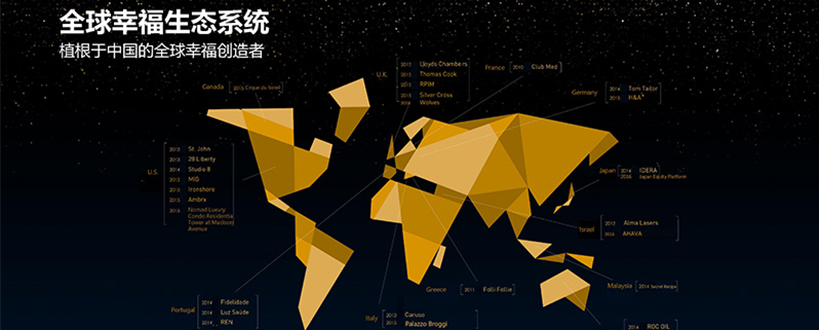 全球幸福生态系统
植根于中国的全球幸福创造者
U.K.
2013 Lloyds Chambers
2015 Thomas Cook
2015 RPIM
2015 Silver Cross
2016 Wolves
France
2010 Club Med
Germany
2014 Tom Tailor
2015 H&A
Canada
2015 Cirque du Soleil
U.S.
2012 St. John
2013 28 Liberty
2014 Studio 8
2012 MIG
2015 Ironshore
2015 Ambrx
2016 Nomad Luxury
Condo Residential
Tower at Madison
Avenue
Japan
2014 IDERA
2016 Japan Equity Platform
Israel
2013 Alma Lasers
2016 AHAVA
Malaysia
2014 Secret Recipe
Greece
2011 Folli Follie
Portugal
2014 Fidelidade
2014 Luz Saúde
2014 REN
Italy
2013 Caruso
2015 Palazzo Broggi
2014 ROC OIL